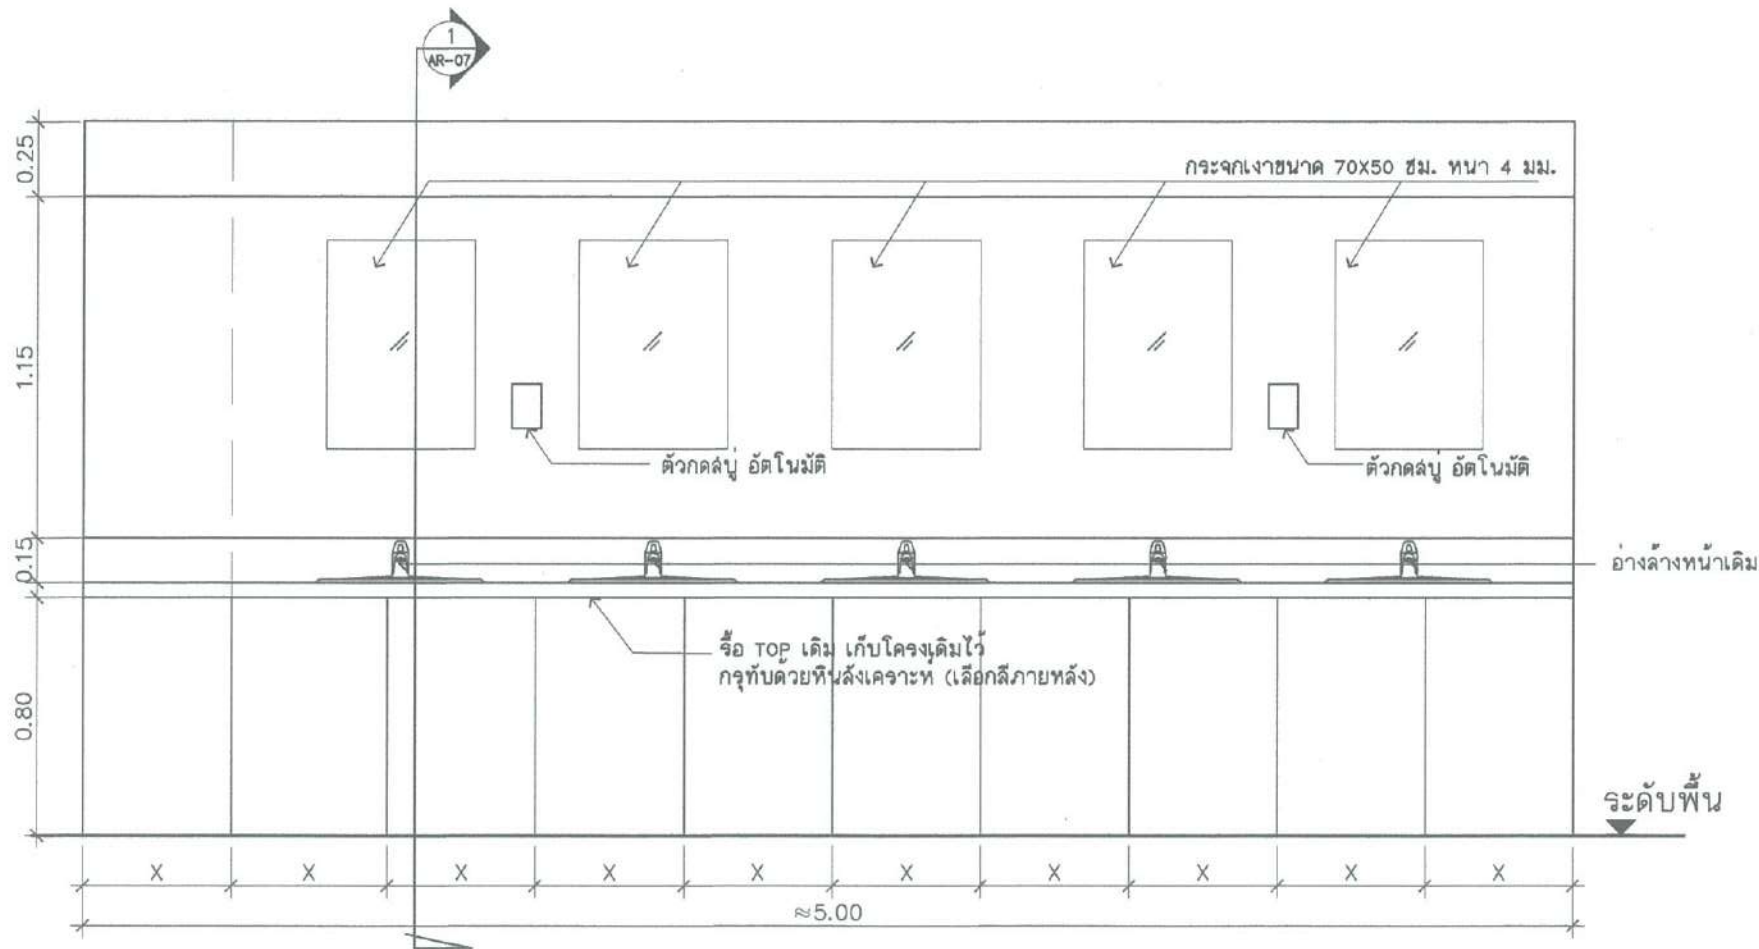 1
AR-07
0.25
กระจกเงาขนาด 70X50 ซม. หนา 4 มม.
1.15
ตัวกดสบู่ อัตโนมัติ
ตัวกดสบู่ อัตโนมัติ
0.15
อ่างล้างหน้าเดิม
รื้อ TOP เดิม เก็บโครงเดิมไว้
กรุทับด้วยหินสังเคราะห์ (เลือกสีภายหลัง)
0.80
ระดับพื้น
X X X X X X X X X X
≈5.00